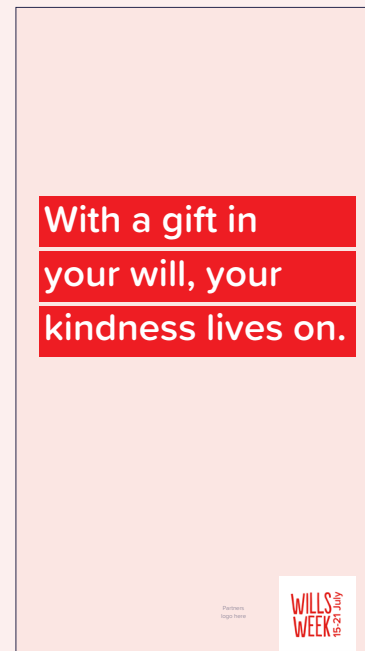 With a gift in
your will, your
kindness lives on.
Partners
logo here
WILLS
WEEK
15-21 July